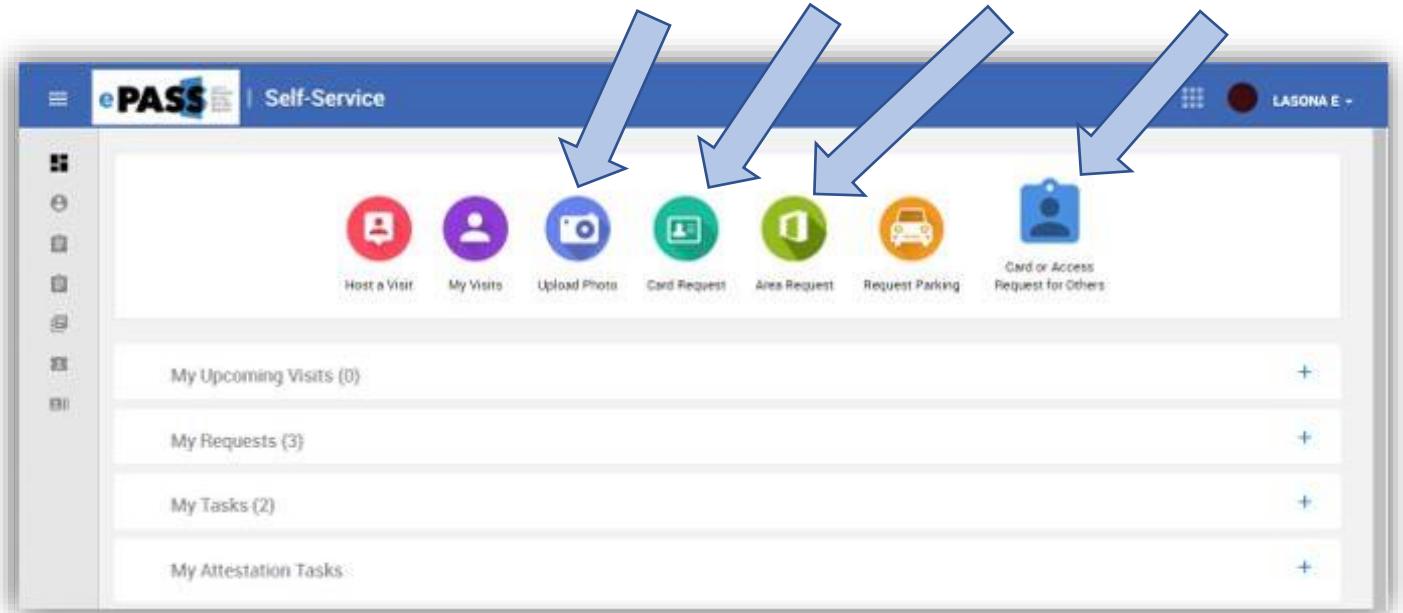 ePASS | Self-Service
LASONA E
Host a Visit
My Visits
Upload Photo
Card Request
Area Request
Request Parking
Card or Access
Request for Others
My Upcoming Visits (0)
My Requests (3)
My Tasks (2)
My Attestation Tasks